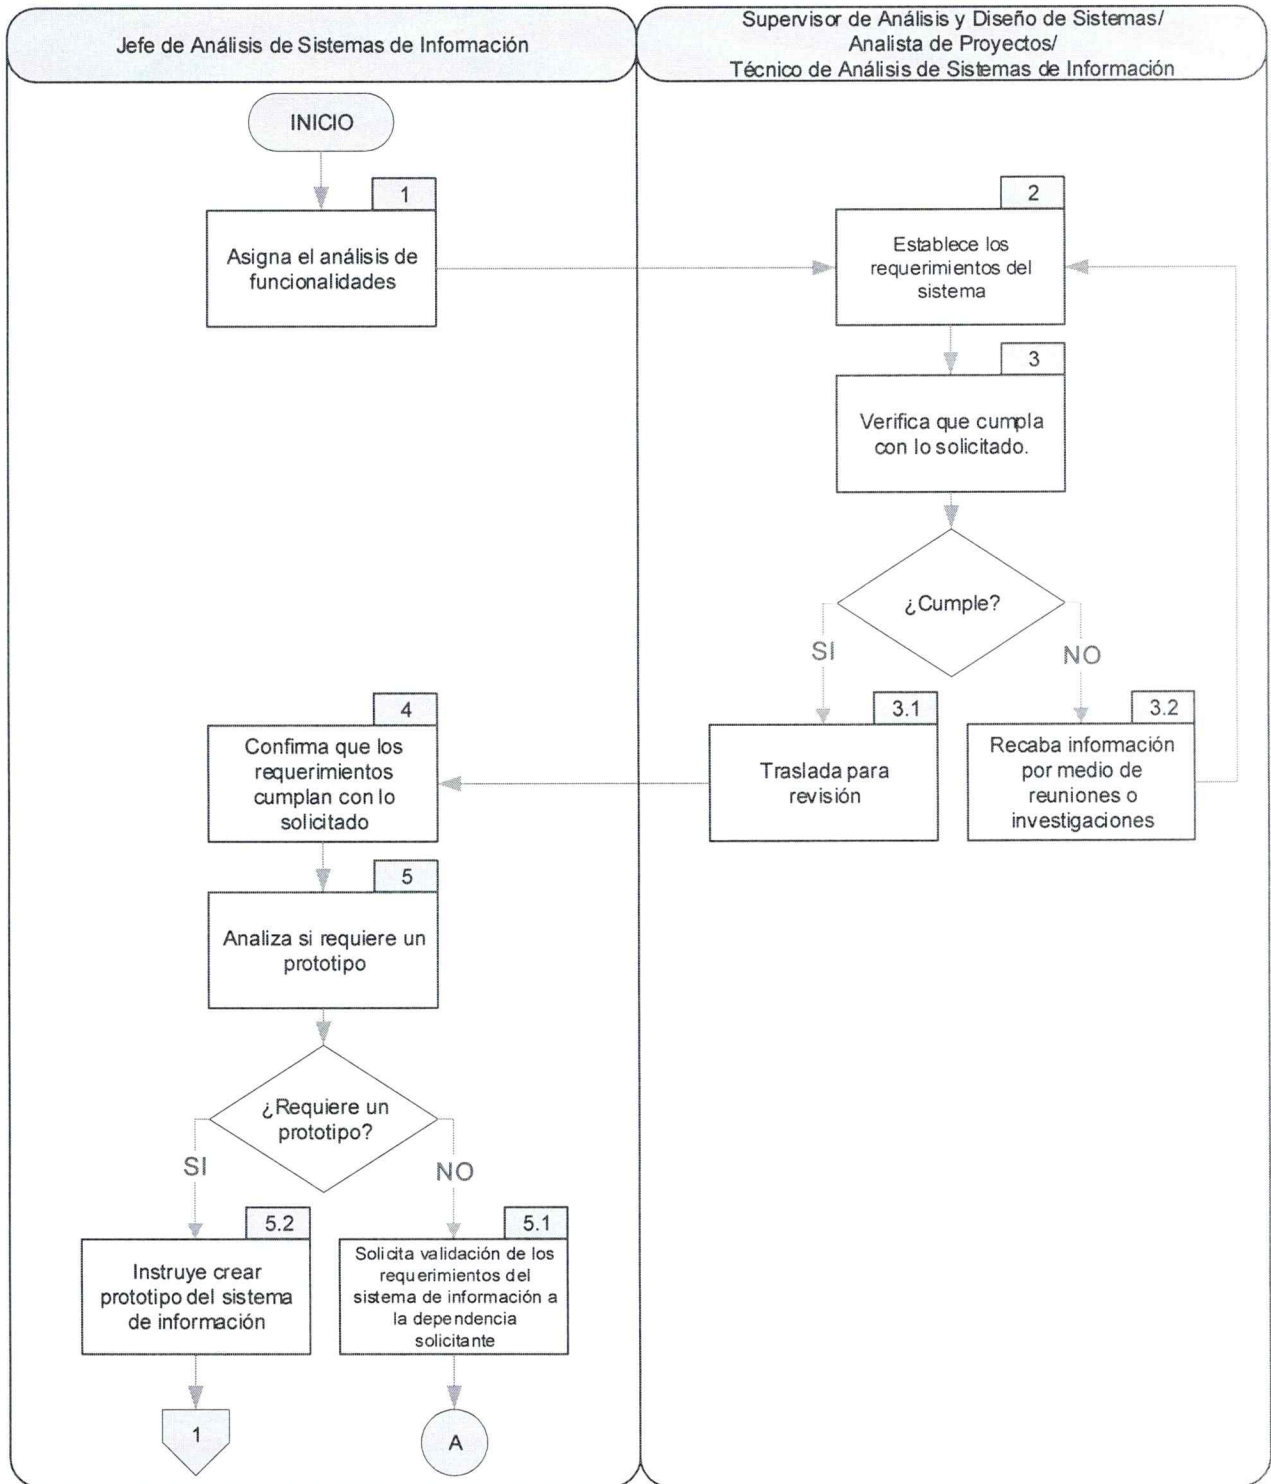 Jefe de Análisis de Sistemas de Información
Supervisor de Análisis y Diseño de Sistemas/
Analista de Proyectos/
Técnico de Análisis de Sistemas de Información
INICIO
1
Asigna el análisis de
funcionalidades
2
Establece los
requerimientos del
sistema
3
Verifica que cumpla
con lo solicitado.
¿Cumple?
SI
NO
3.1
Traslada para
revisión
3.2
Recaba información
por medio de
reuniones o
investigaciones
4
Confirma que los
requerimientos
cumplan con lo
solicitado
5
Analiza si requiere un
prototipo
¿Requiere un
prototipo?
SI
NO
5.2
Instruye crear
prototipo del sistema
de información
5.1
Solicita validación de los
requerimientos del
sistema de información a
la dependencia
solicitante
1
A